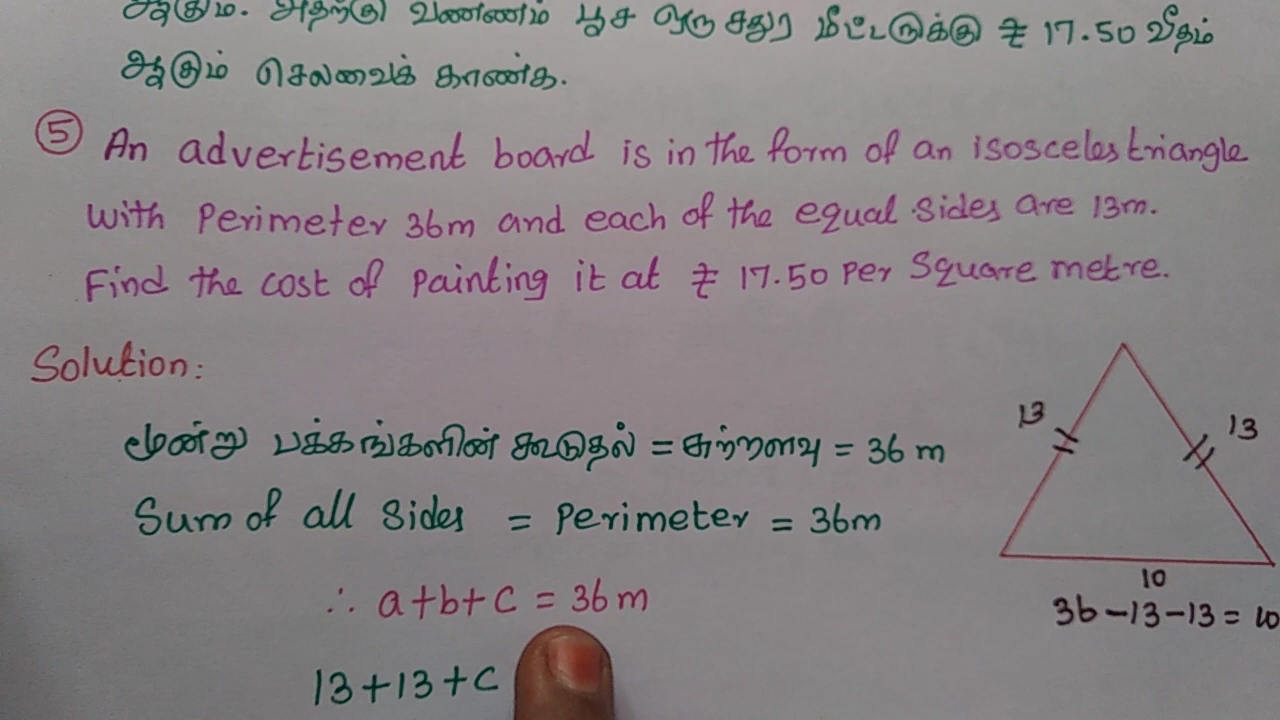 ஆகும். அதற்கு வண்ணம் பூச ஒரு சதுர மீட்டருக்கு ₹ 17.50 வீதம்
ஆகும் செலவைக் காண்க.
⑤ An advertisement board is in the form of an isosceles triangle
with Perimeter 36m and each of the equal sides are 13m.
Find the cost of painting it at ₹ 17.50 per Square metre.
Solution:
மூன்று பக்கங்களின் கூடுதல் = சுற்றளவு = 36 m
Sum of all Sides = perimeter = 36m
∴ a+b+c = 36m
13+13+c
13
13
10
36-13-13 = 10